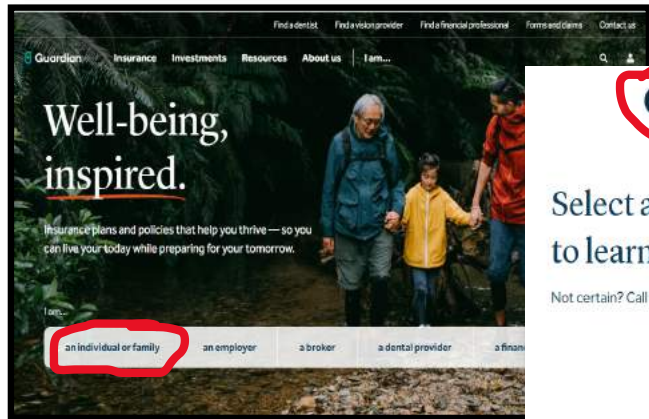 Find a dentist Find a vision provider Find a financial professional Forms and claims Contact us
Guardian Insurance Investments Resources About us I am...
Well-being,
inspired.
Insurance plans and policies that help you thrive — so you
can live your today while preparing for your tomorrow.
I am...
an individual or family an employer a broker a dental provider
Select a
to learn
Not certain? Call